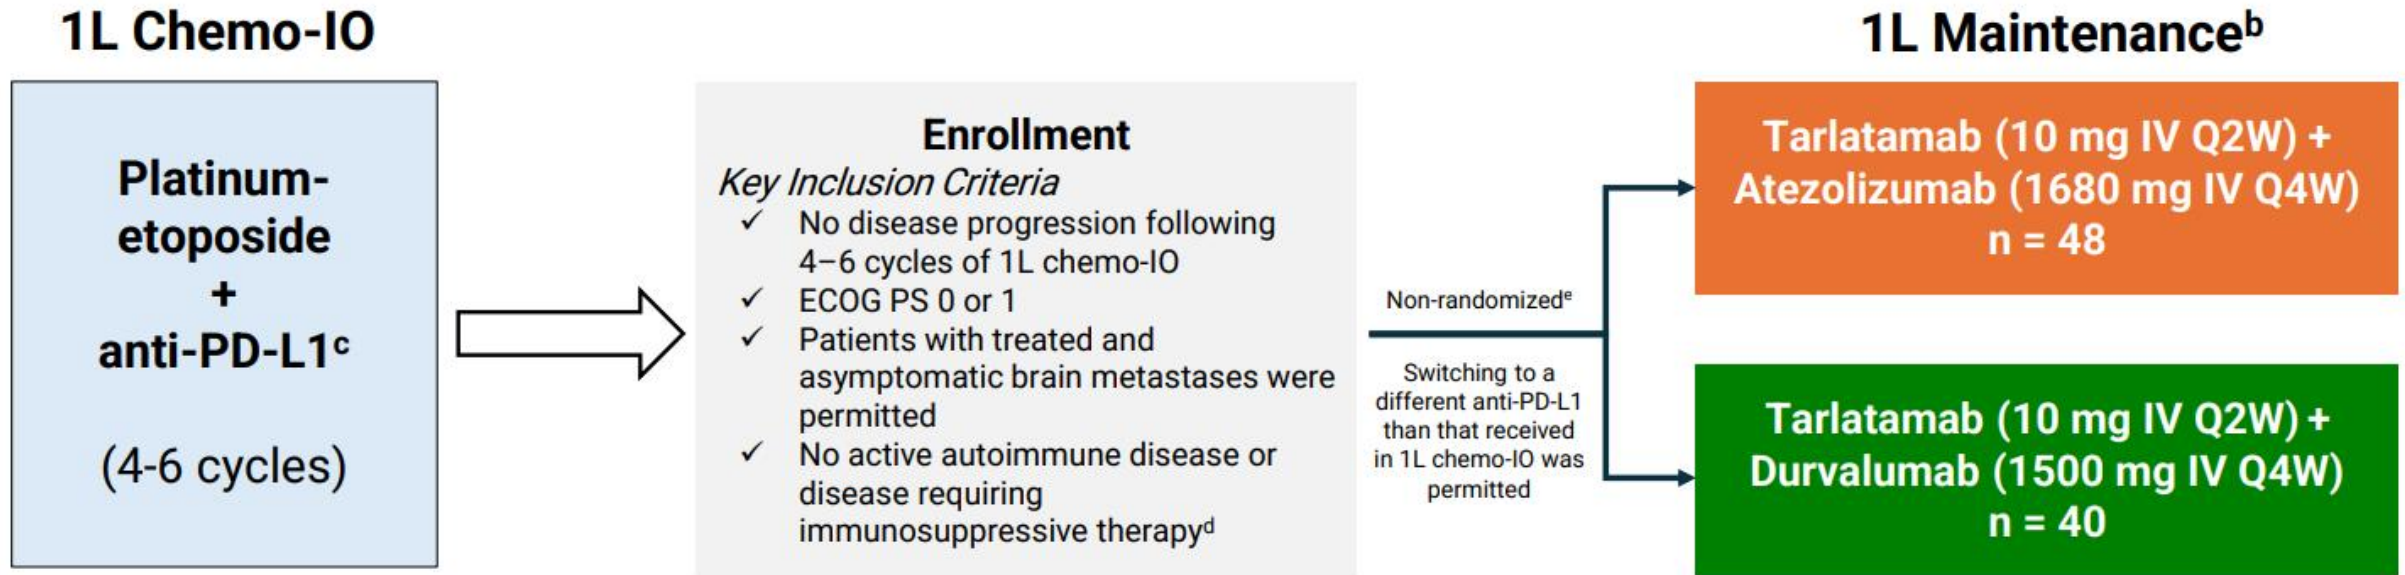 1L Chemo-IO
Platinum-
etoposide
+
anti-PD-L1ᶜ
(4-6 cycles)
Enrollment
Key Inclusion Criteria
✓ No disease progression following
4–6 cycles of 1L chemo-IO
✓ ECOG PS 0 or 1
✓ Patients with treated and
asymptomatic brain metastases were
permitted
✓ No active autoimmune disease or
disease requiring
immunosuppressive therapyᵈ
Non-randomizedᵉ
Switching to a
different anti-PD-L1
than that received
in 1L chemo-IO was
permitted
1L Maintenanceᵇ
Tarlatamab (10 mg IV Q2W) +
Atezolizumab (1680 mg IV Q4W)
n = 48
Tarlatamab (10 mg IV Q2W) +
Durvalumab (1500 mg IV Q4W)
n = 40